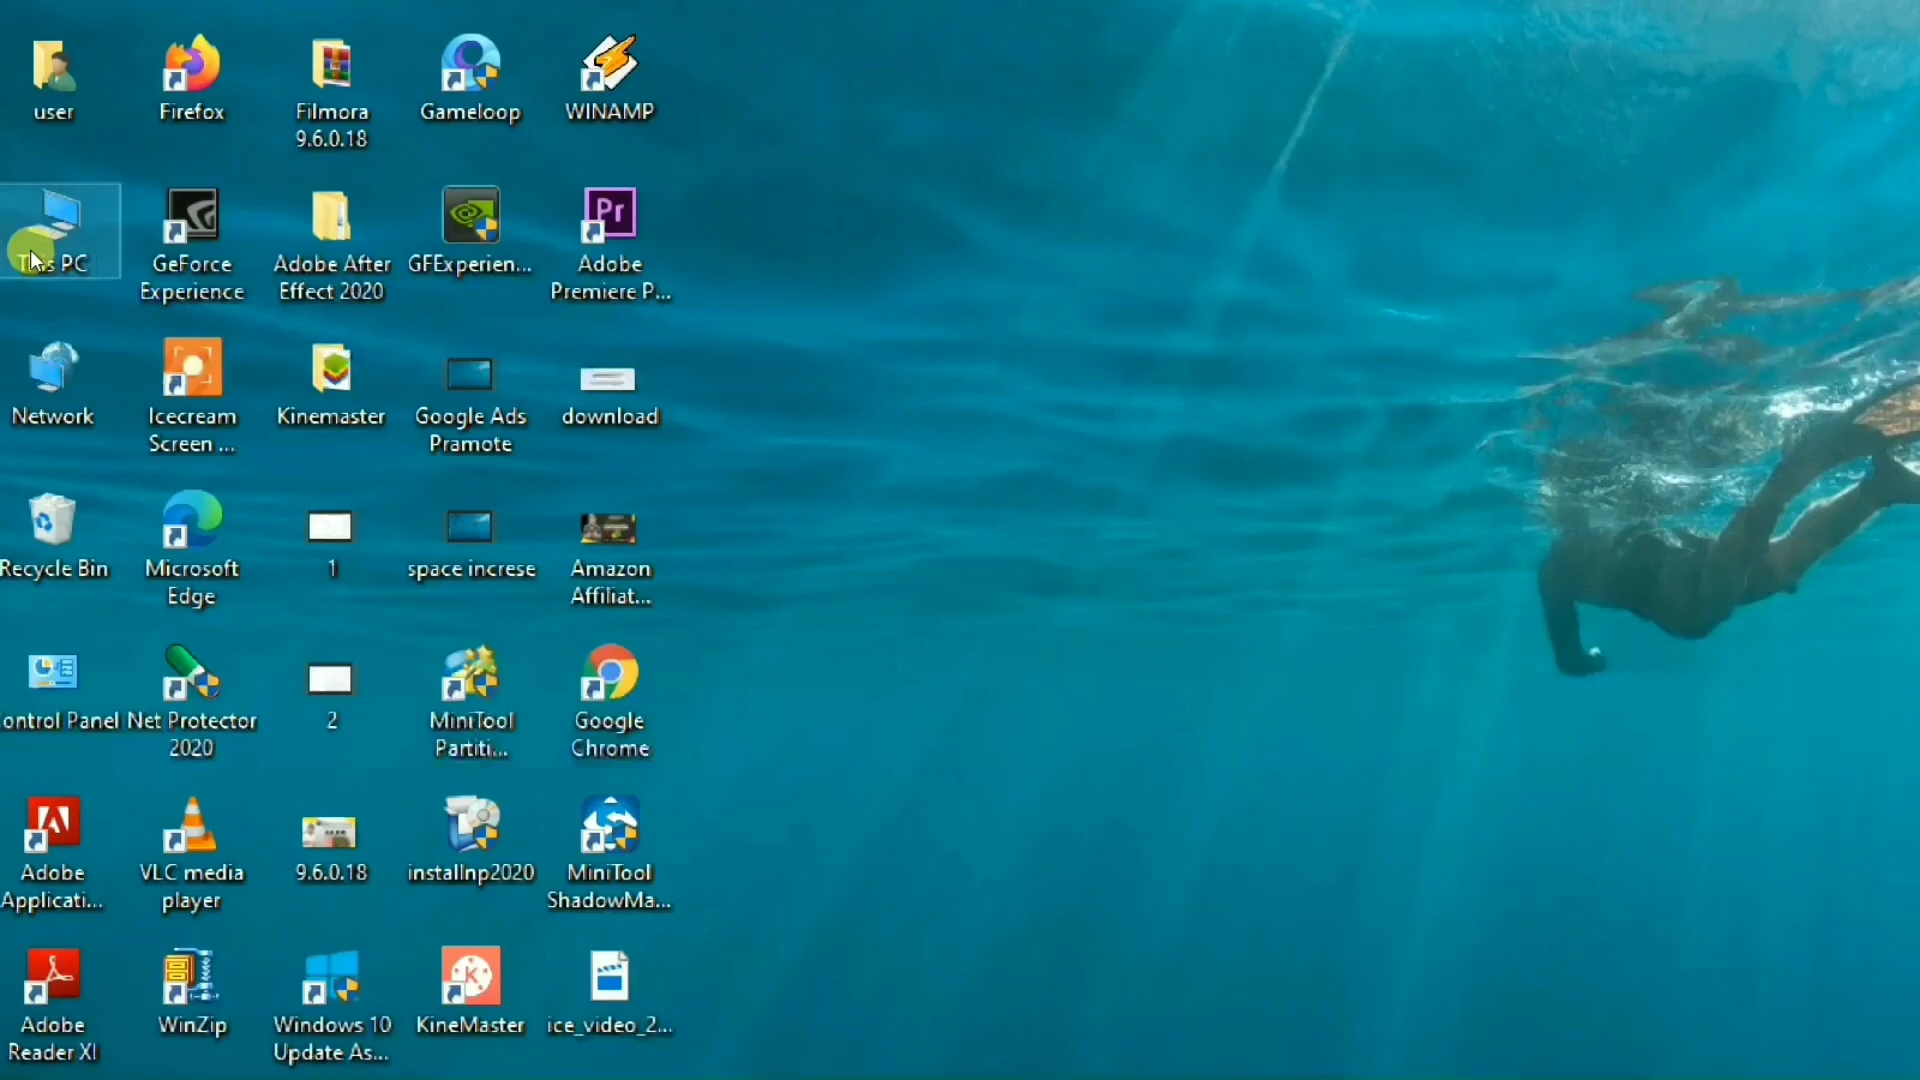 user
Firefox
Filmora
9.6.0.18
Gameloop
WINAMP
This PC
GeForce
Experience
Adobe After
Effect 2020
GFExperien...
Pr
Adobe
Premiere P...
Network
Icecream
Screen ...
Kinemaster
Google Ads
Pramote
download
Recycle Bin
Microsoft
Edge
1
space increse
Amazon
Affiliat...
ontrol Panel
Net Protector
2020
2
MiniTool
Partiti...
Google
Chrome
Adobe
Applicati...
VLC media
player
9.6.0.18
installnp2020
MiniTool
ShadowMa...
Adobe
Reader XI
WinZip
Windows 10
Update As...
K
KineMaster
ice_video_2...